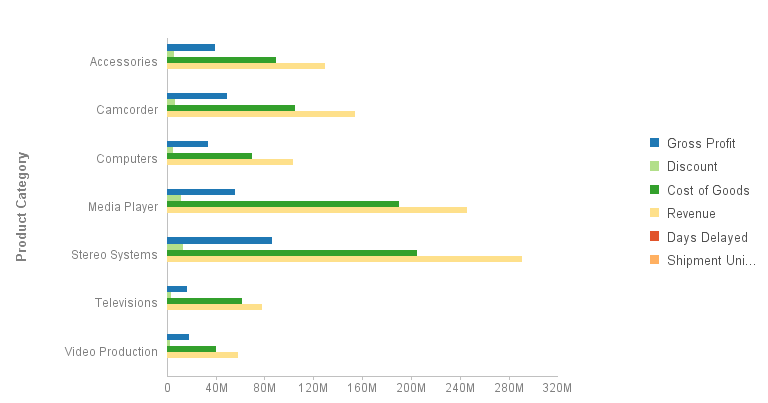 Product Category
Accessories
Camcorder
Computers
Media Player
Stereo Systems
Televisions
Video Production
0 40M 80M 120M 160M 200M 240M 280M 320M
Gross Profit
Discount
Cost of Goods
Revenue
Days Delayed
Shipment Uni...